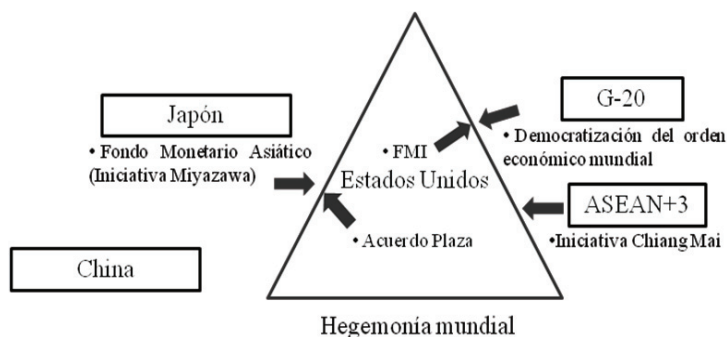 Japón
• Fondo Monetario Asiático
(Iniciativa Miyazawa)
China
• FMI
Estados Unidos
• Acuerdo Plaza
G-20
• Democratización del orden
económico mundial
ASEAN+3
•Iniciativa Chiang Mai
Hegemonía mundial